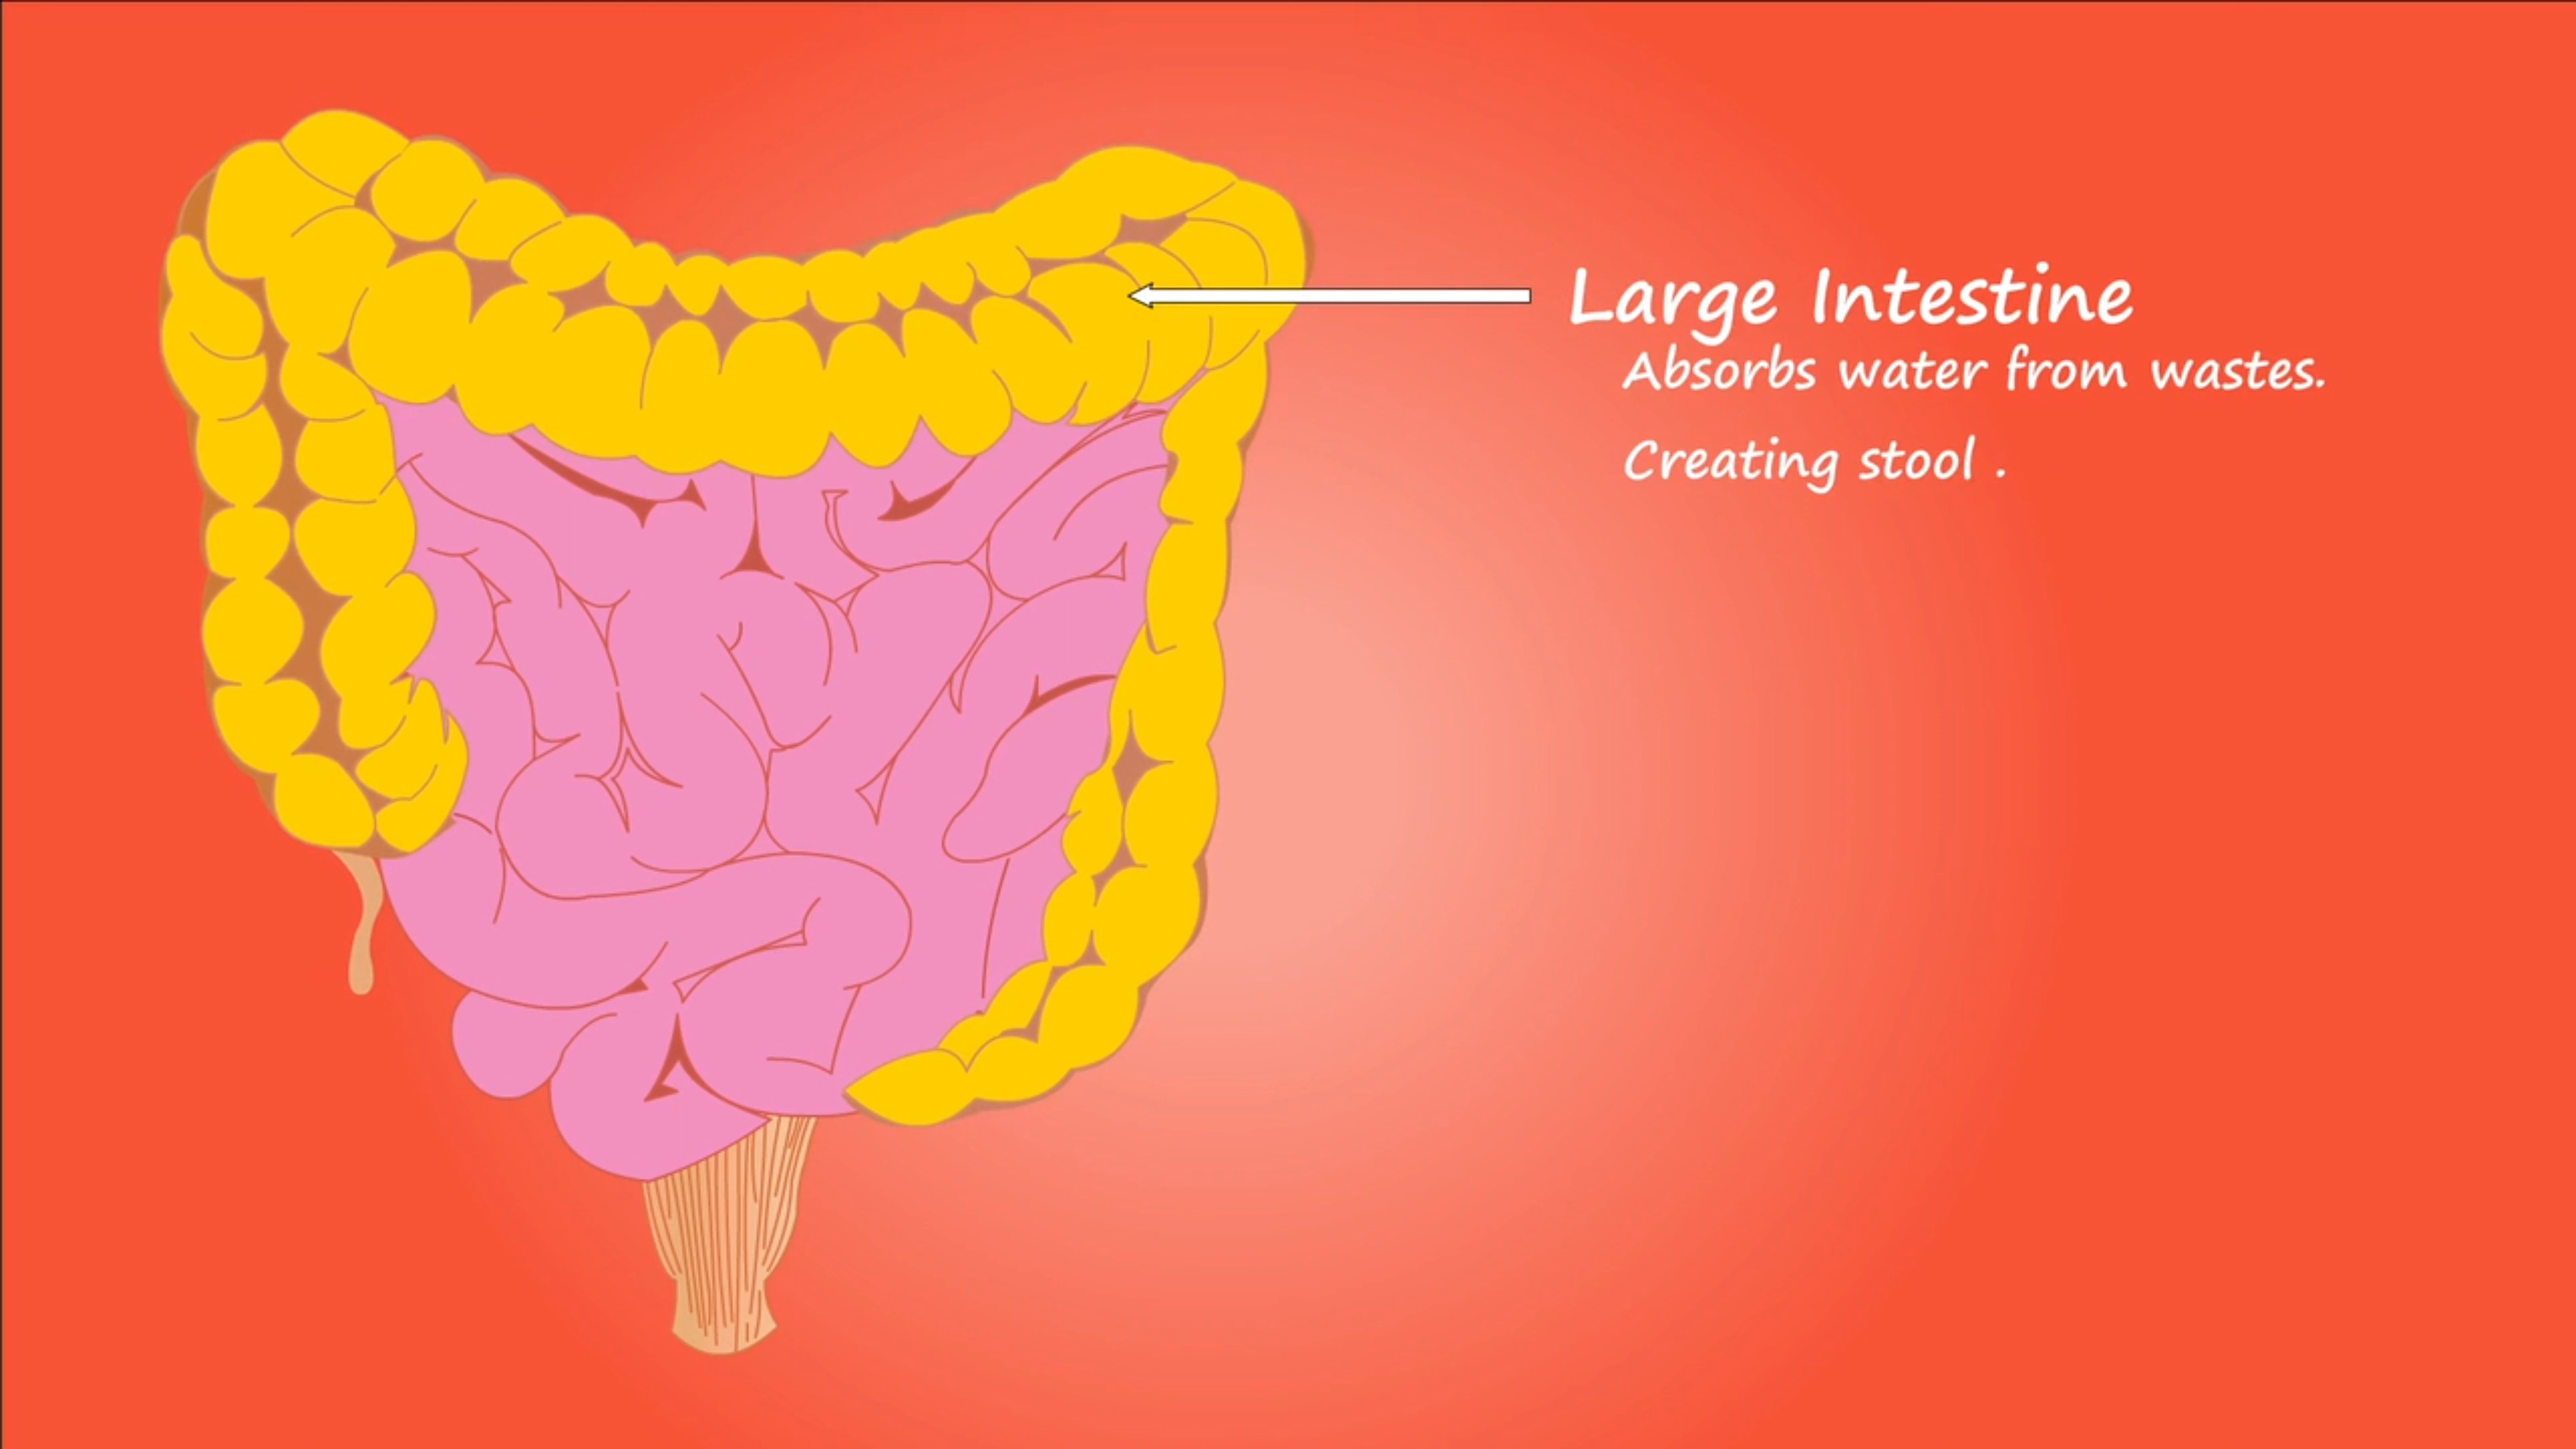 Large Intestine
Absorbs water from wastes.
Creating stool .